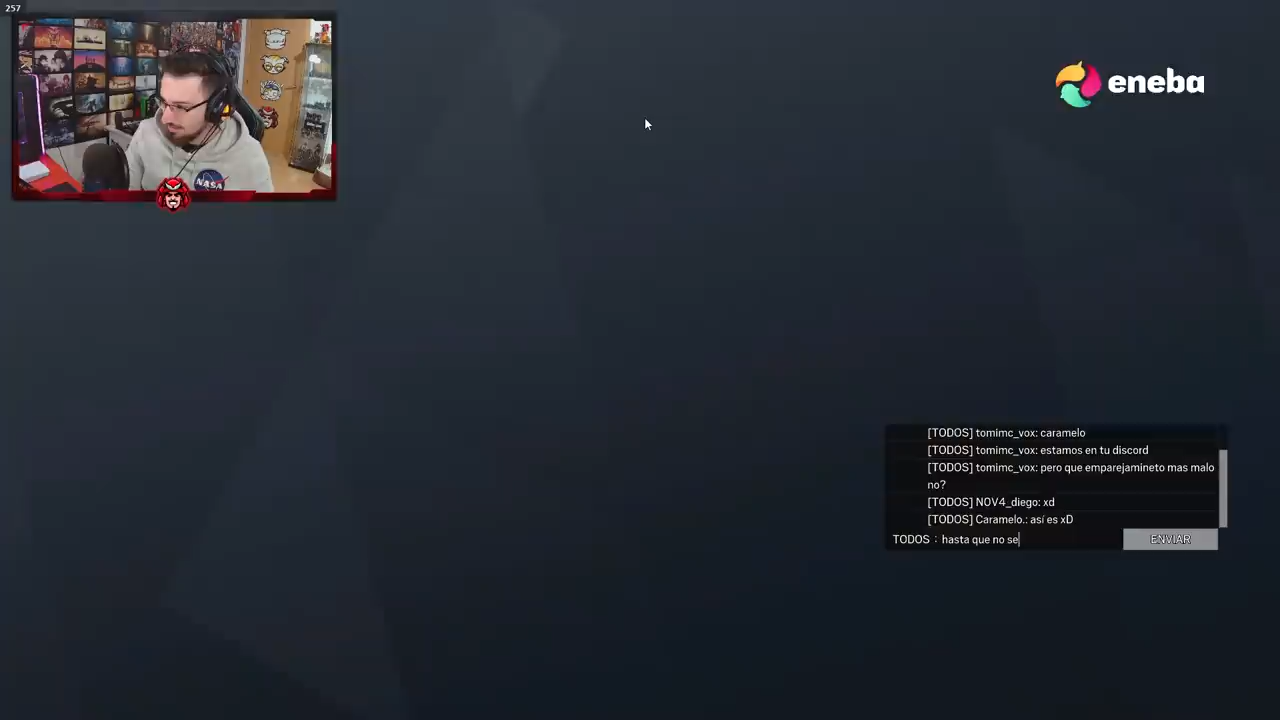 257
eneba
NASA
[TODOS] tomimc_vox: caramelo
[TODOS] tomimc_vox: estamos en tu discord
[TODOS] tomimc_vox: pero que emparejamineto mas malo
no?
[TODOS] NOV4_diego: xd
[TODOS] Caramelo.: así es xD
TODOS : hasta que no se
ENVIAR